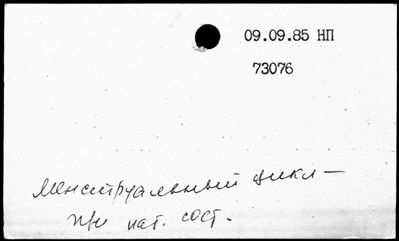 09.09.85 НП
73076
Менструальный цикл —
при пат. сост.